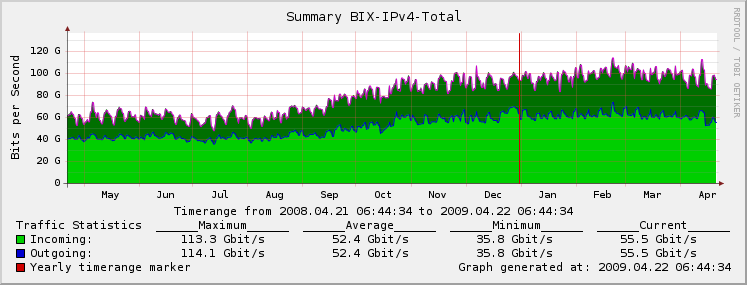 Summary BIX-IPv4-Total
RRDTOOL / TOBI OETIKER
Bits per Second
120 G
100 G
80 G
60 G
40 G
20 G
0
May Jun Jul Aug Sep Oct Nov Dec Jan Feb Mar Apr
Timerange from 2008.04.21 06:44:34 to 2009.04.22 06:44:34
Traffic Statistics Maximum Average Minimum Current
Incoming: 113.3 Gbit/s 52.4 Gbit/s 35.8 Gbit/s 55.5 Gbit/s
Outgoing: 114.1 Gbit/s 52.4 Gbit/s 35.8 Gbit/s 55.5 Gbit/s
Yearly timerange marker Graph generated at: 2009.04.22 06:44:34